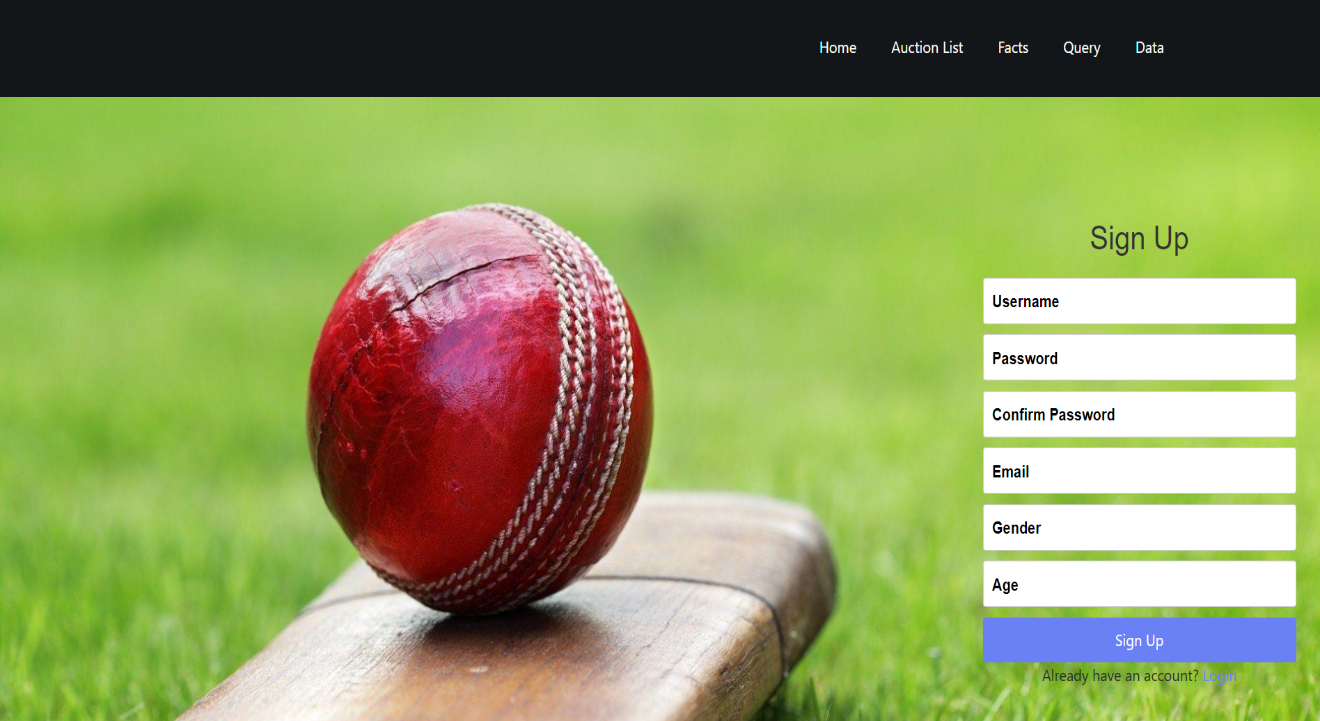 Home Auction List Facts Query Data
Sign Up
Username
Password
Confirm Password
Email
Gender
Age
Sign Up
Already have an account? Login